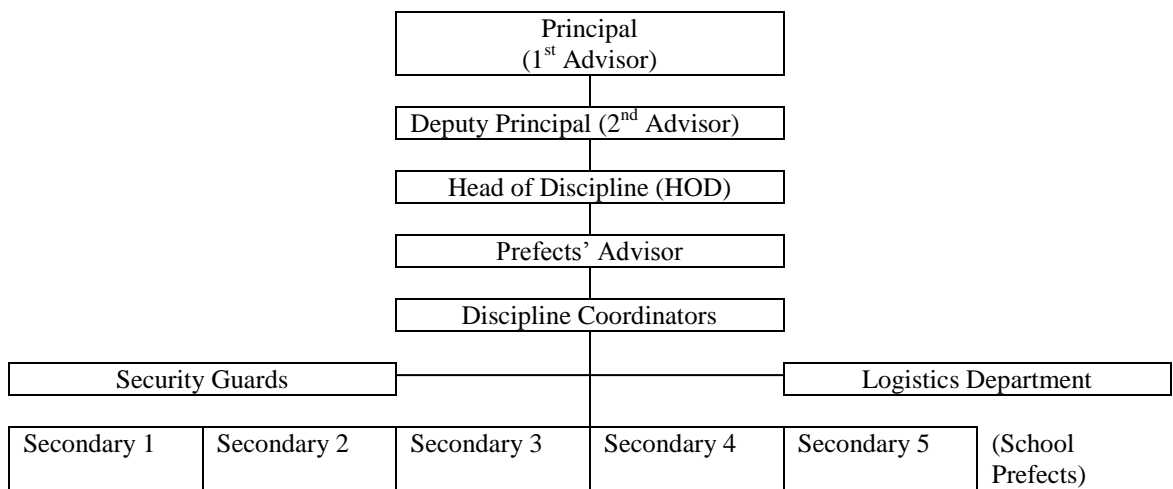 Principal
(1st Advisor)
Deputy Principal (2nd Advisor)
Head of Discipline (HOD)
Prefects’ Advisor
Discipline Coordinators
Security Guards
Logistics Department
Secondary 1
Secondary 2
Secondary 3
Secondary 4
Secondary 5
(School
Prefects)